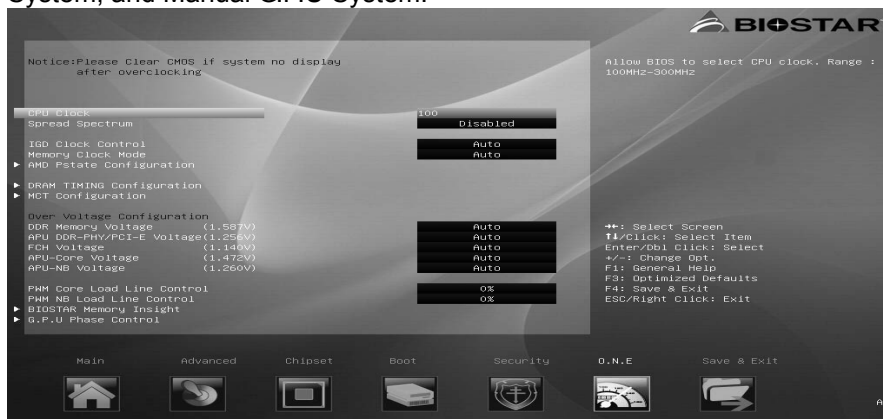 BIOSTAR
Notice:Please Clear CMOS if system no display
after overclocking
Allow BIOS to select CPU clock. Range :
100MHz-300MHz
CPU Clock 100
Spread Spectrum Disabled
IGD Clock Control Auto
Memory Clock Mode Auto
AMD Pstate Configuration
DRAM TIMING Configuration
MCT Configuration
Over Voltage Configuration
DDR Memory Voltage (1.587V) Auto
APU DDR-PHY/PCI-E Voltage(1.256V) Auto
FCH Voltage (1.140V) Auto
APU-Core Voltage (1.472V) Auto
APU-NB Voltage (1.260V) Auto
PWM Core Load Line Control 0%
PWM NB Load Line Control 0%
BIOSTAR Memory Insight
G.P.U Phase Control
→←: Select Screen
↑↓/Click: Select Item
Enter/Dbl Click: Select
+/-: Change Opt.
F1: General Help
F3: Optimized Defaults
F4: Save & Exit
ESC/Right Click: Exit
Main Advanced Chipset Boot Security O.N.E Save & Exit
A